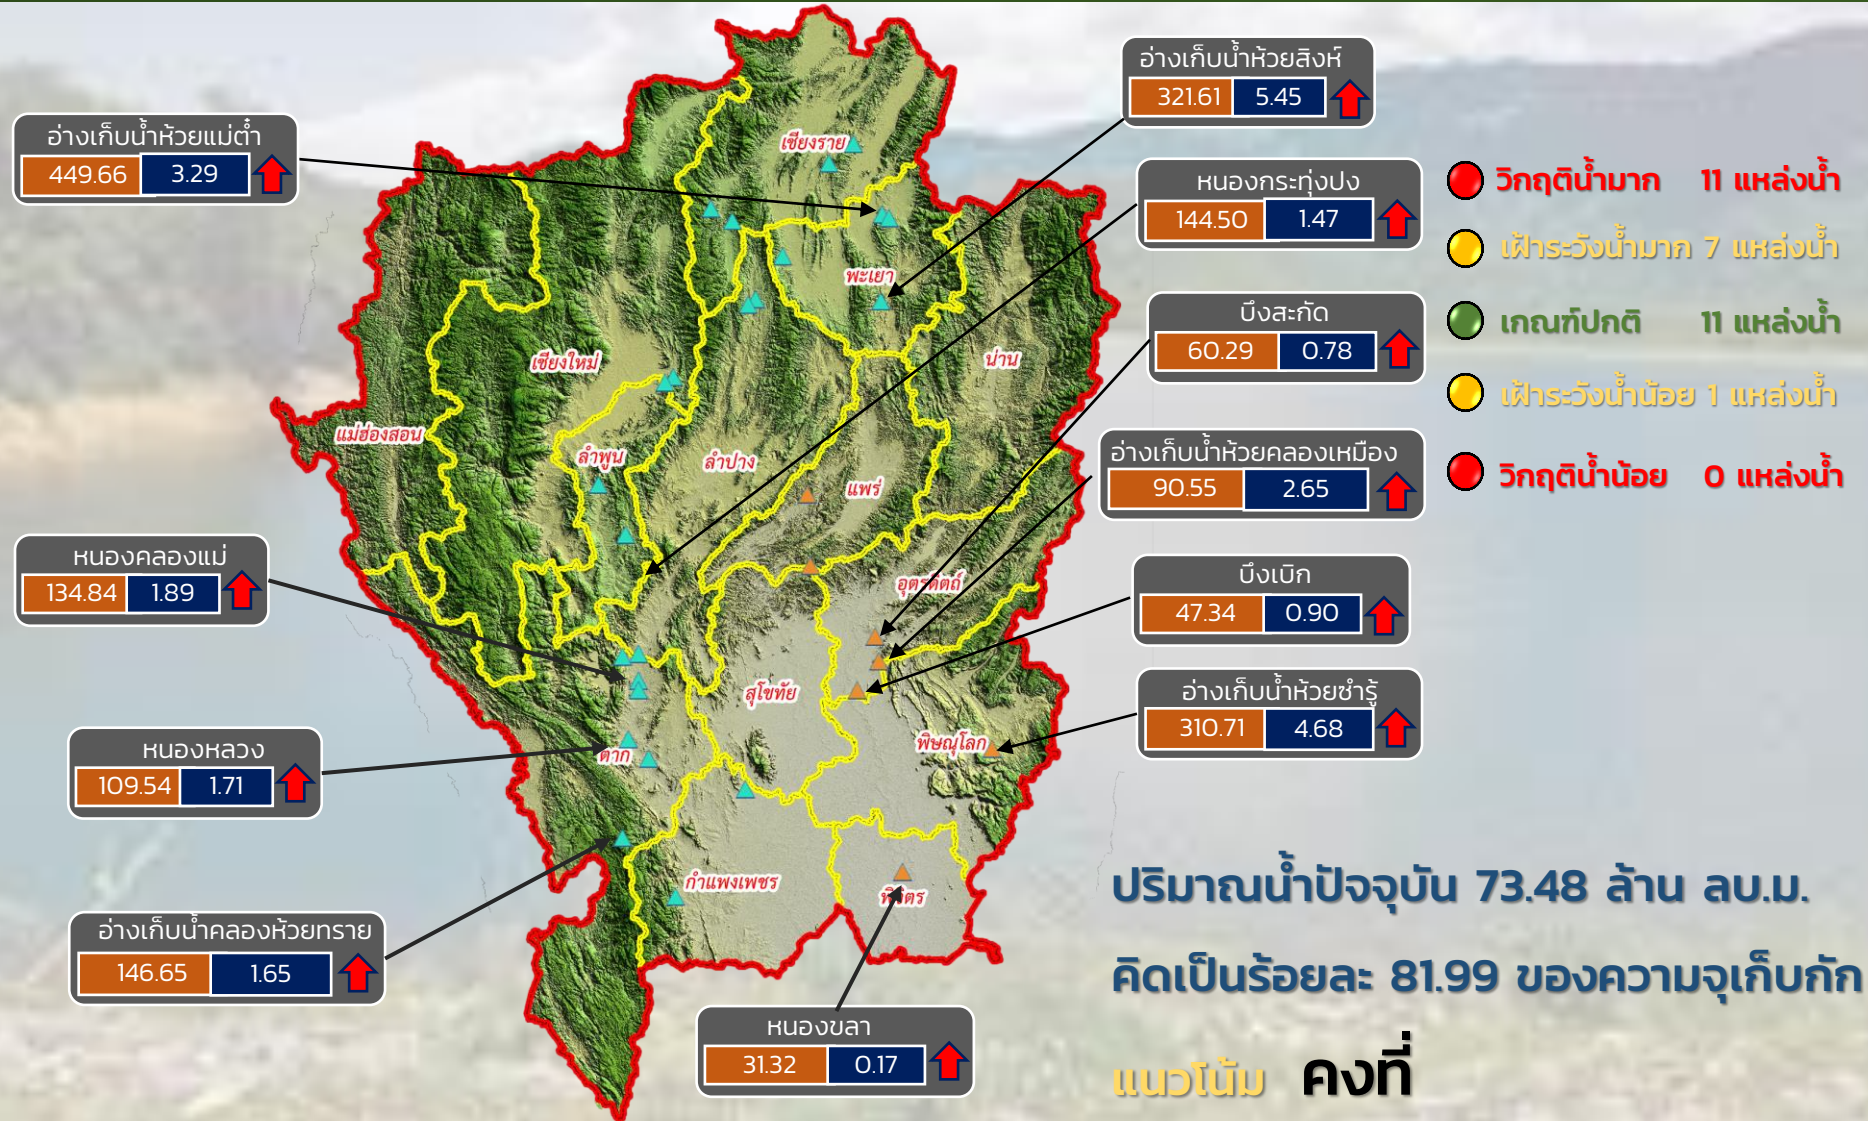 อ่างเก็บน้ำห้วยแม่ต๋ำ
449.66 3.29
หนองคลองแม่
134.84 1.89
หนองหลวง
109.54 1.71
อ่างเก็บน้ำคลองห้วยทราย
146.65 1.65
เชียงราย
พะเยา
น่าน
เชียงใหม่
แม่ฮ่องสอน
ลำพูน
ลำปาง
แพร่
อุตรดิตถ์
สุโขทัย
ตาก
พิษณุโลก
กำแพงเพชร
พิจิตร
หนองขลา
31.32 0.17
อ่างเก็บน้ำห้วยสิงห์
321.61 5.45
หนองกระทุ่งปง
144.50 1.47
บึงสะกัด
60.29 0.78
อ่างเก็บน้ำห้วยคลองเหมือง
90.55 2.65
บึงเบิก
47.34 0.90
อ่างเก็บน้ำห้วยซำรู้
310.71 4.68
วิกฤติน้ำมาก 11 แหล่งน้ำ
เฝ้าระวังน้ำมาก 7 แหล่งน้ำ
เกณฑ์ปกติ 11 แหล่งน้ำ
เฝ้าระวังน้ำน้อย 1 แหล่งน้ำ
วิกฤติน้ำน้อย 0 แหล่งน้ำ
ปริมาณน้ำปัจจุบัน 73.48 ล้าน ลบ.ม.
คิดเป็นร้อยละ 81.99 ของความจุเก็บกัก
แนวโน้ม คงที่